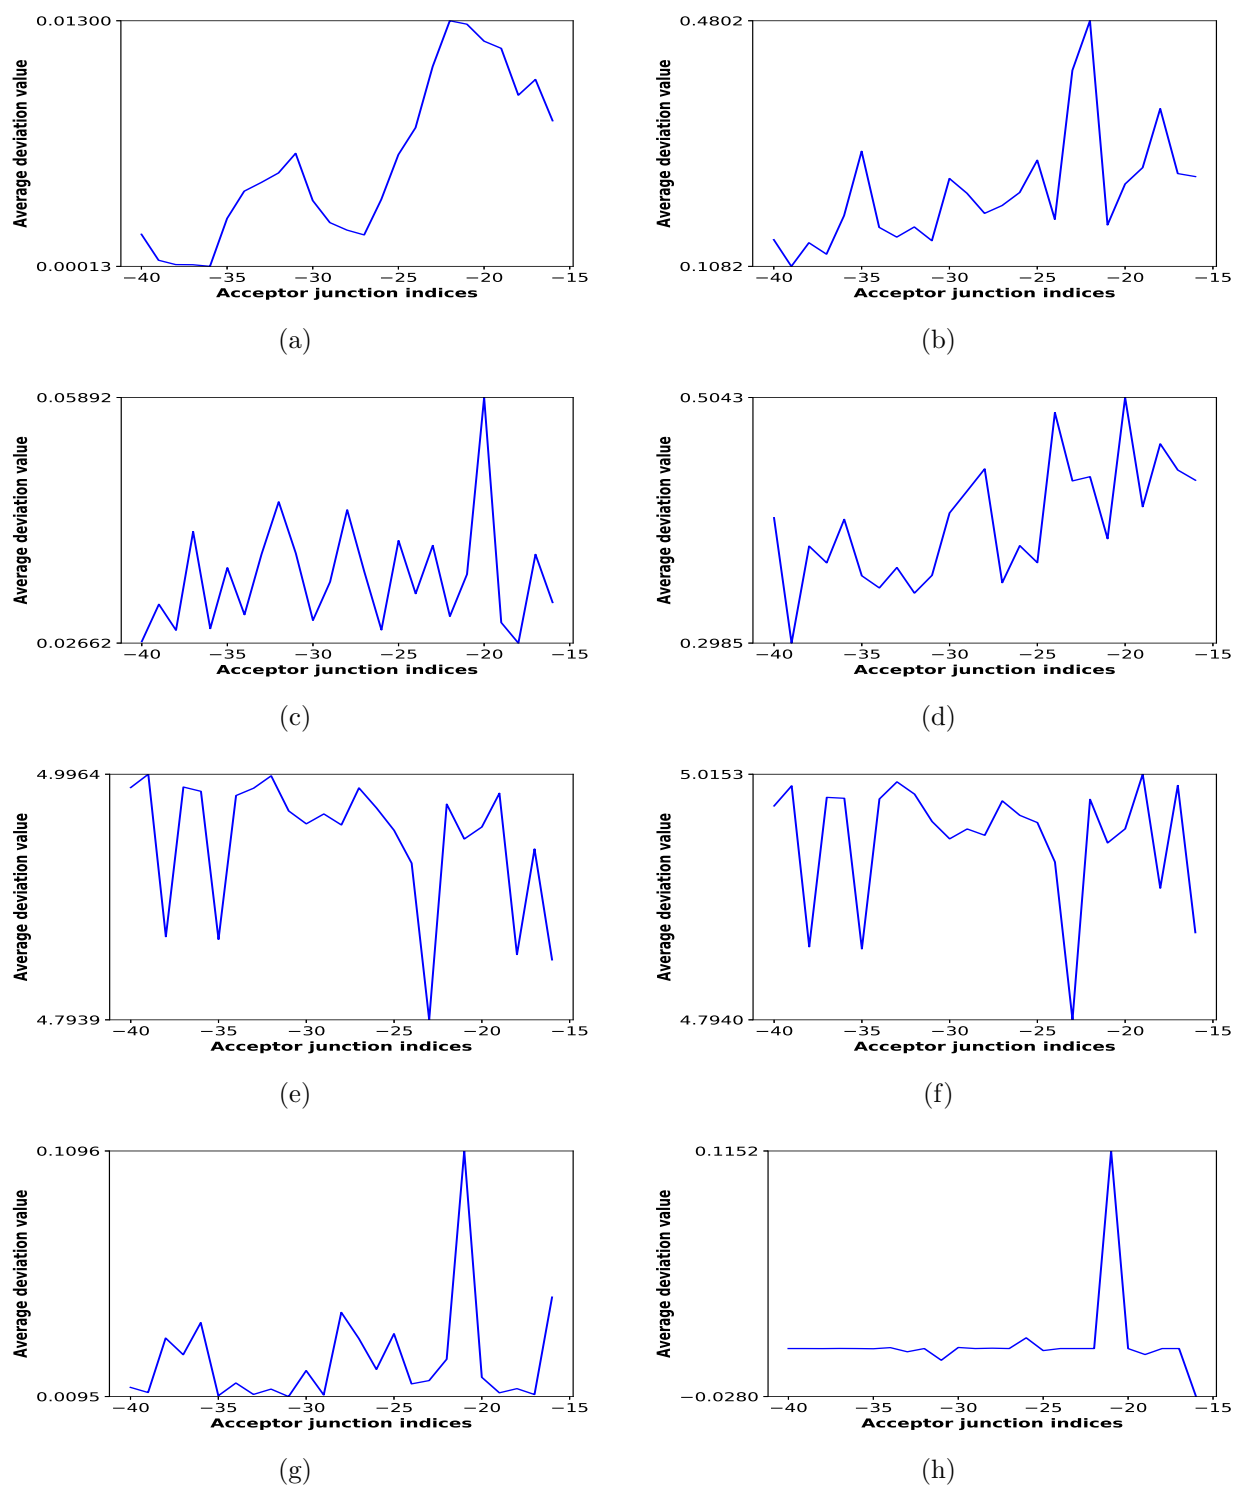 0.01300
Average deviation value
0.00013
−40 −35 −30 −25 −20 −15
Acceptor junction indices
(a)
0.4802
Average deviation value
0.1082
−40 −35 −30 −25 −20 −15
Acceptor junction indices
(b)
0.05892
Average deviation value
0.02662
−40 −35 −30 −25 −20 −15
Acceptor junction indices
(c)
0.5043
Average deviation value
0.2985
−40 −35 −30 −25 −20 −15
Acceptor junction indices
(d)
4.9964
Average deviation value
4.7939
−40 −35 −30 −25 −20 −15
Acceptor junction indices
(e)
5.0153
Average deviation value
4.7940
−40 −35 −30 −25 −20 −15
Acceptor junction indices
(f)
0.1096
Average deviation value
0.0095
−40 −35 −30 −25 −20 −15
Acceptor junction indices
(g)
0.1152
Average deviation value
−0.0280
−40 −35 −30 −25 −20 −15
Acceptor junction indices
(h)